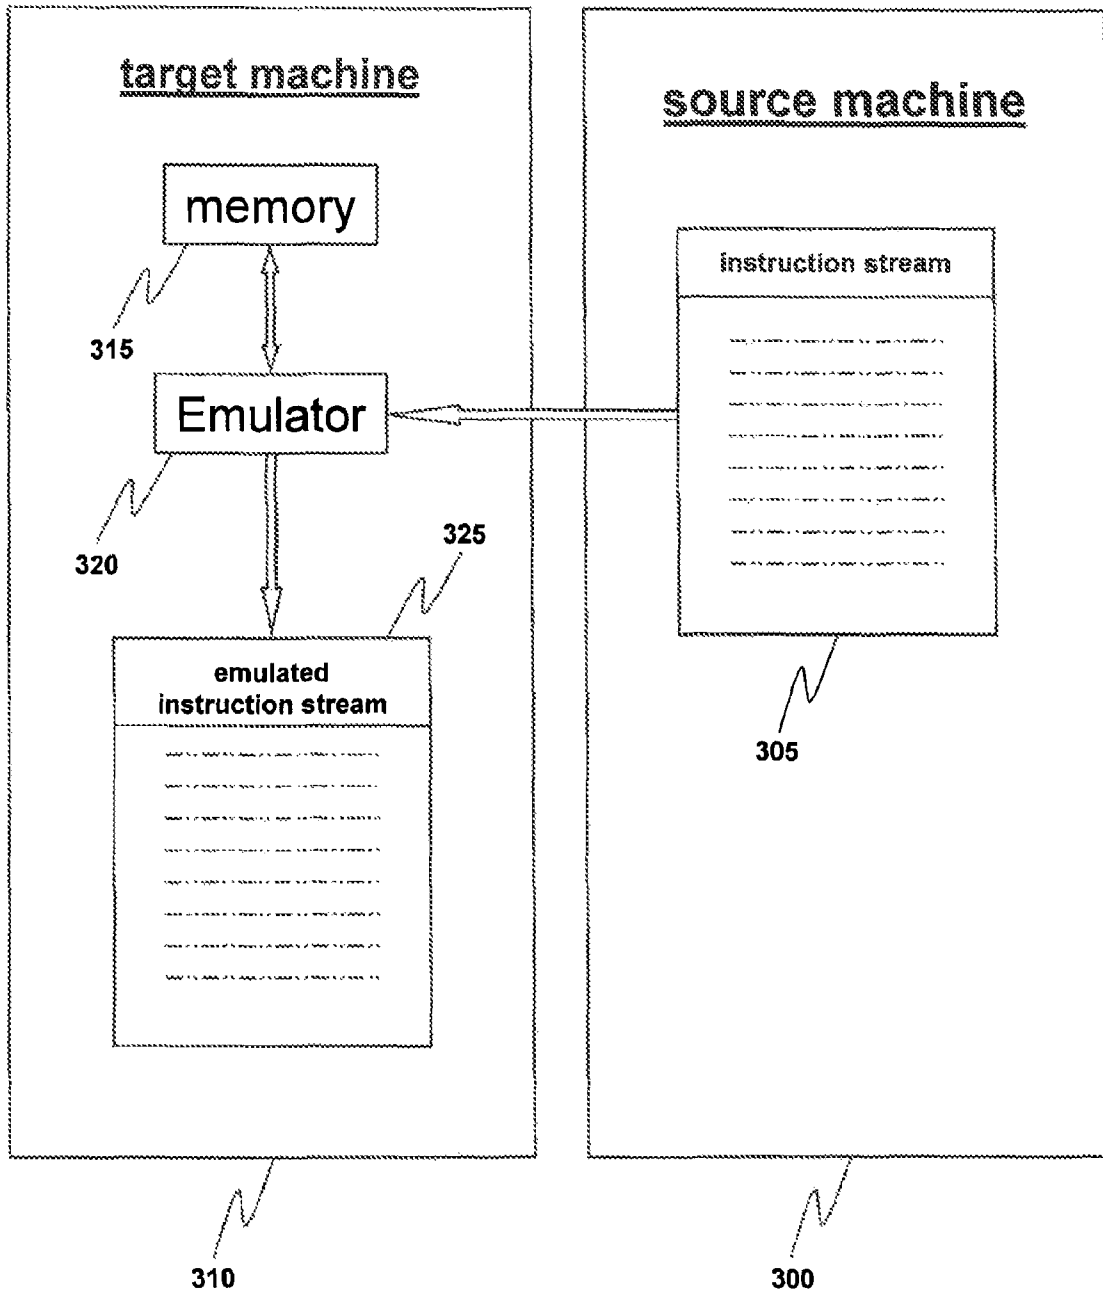 target machine
memory
315
Emulator
320
325
emulated
instruction stream
310
source machine
instruction stream
305
300